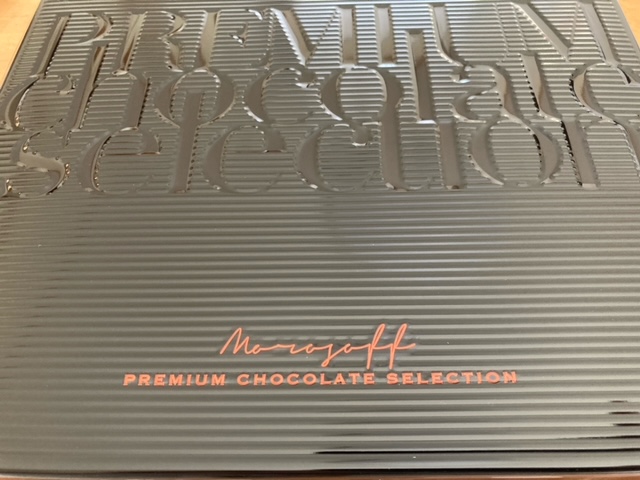 PREMIUM
chocolate
selection
Morozoff
PREMIUM CHOCOLATE SELECTION